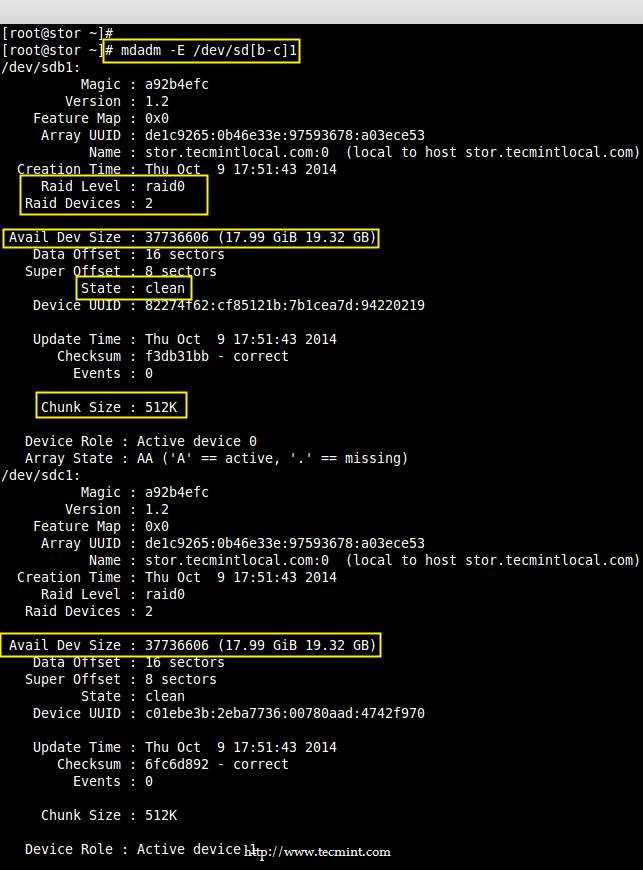 [root@stor ~]#
[root@stor ~]# mdadm -E /dev/sd[b-c]1
/dev/sdb1:
Magic : a92b4efc
Version : 1.2
Feature Map : 0x0
Array UUID : de1c9265:0b46e33e:97593678:a03ece53
Name : stor.tecmintlocal.com:0  (local to host stor.tecmintlocal.com)
Creation Time : Thu Oct  9 17:51:43 2014
Raid Level : raid0
Raid Devices : 2
Avail Dev Size : 37736606 (17.99 GiB 19.32 GB)
Data Offset : 16 sectors
Super Offset : 8 sectors
State : clean
Device UUID : 82274f62:cf85121b:7b1cea7d:94220219
Update Time : Thu Oct  9 17:51:43 2014
Checksum : f3db31bb - correct
Events : 0
Chunk Size : 512K
Device Role : Active device 0
Array State : AA ('A' == active, '.' == missing)
/dev/sdc1:
Magic : a92b4efc
Version : 1.2
Feature Map : 0x0
Array UUID : de1c9265:0b46e33e:97593678:a03ece53
Name : stor.tecmintlocal.com:0  (local to host stor.tecmintlocal.com)
Creation Time : Thu Oct  9 17:51:43 2014
Raid Level : raid0
Raid Devices : 2
Avail Dev Size : 37736606 (17.99 GiB 19.32 GB)
Data Offset : 16 sectors
Super Offset : 8 sectors
State : clean
Device UUID : c01ebe3b:2eba7736:00780aad:4742f970
Update Time : Thu Oct  9 17:51:43 2014
Checksum : 6fc6d892 - correct
Events : 0
Chunk Size : 512K
Device Role : Active device 1
http://www.tecmint.com